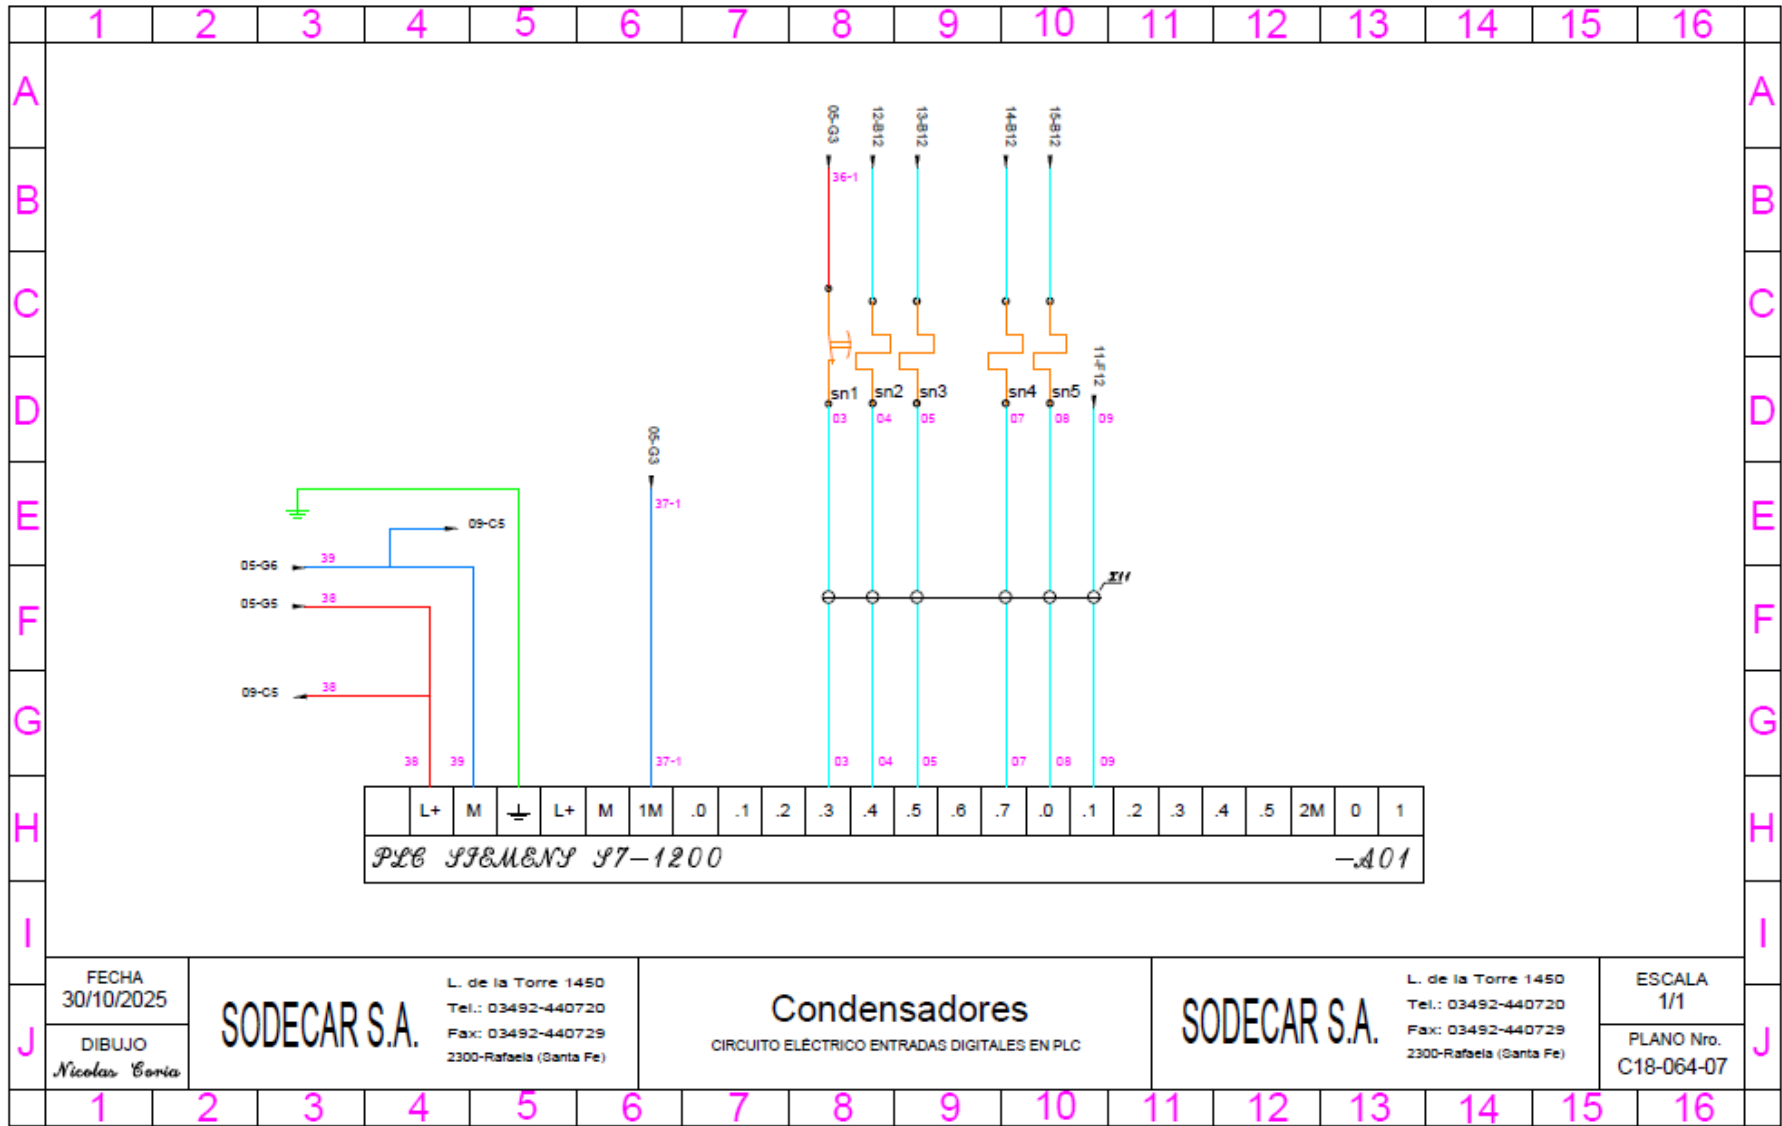 1 2 3 4 5 6 7 8 9 10 11 12 13 14 15 16
A A
B B
C C
D D
E E
F F
G G
H H
I I
J J
05-G3 12-B12 13-B12 14-B12 15-B12
36-1
11-F12
sn1 sn2 sn3 sn4 sn5
03 04 05 07 08 09
05-G3
37-1
09-C5
05-G6 39
05-G5 38
X11
09-C5 38
38 39 37-1 03 04 05 07 08 09
L+ M L+ M 1M .0 .1 .2 .3 .4 .5 .6 .7 .0 .1 .2 .3 .4 .5 2M 0 1
PLC SIEMENS S7-1200 -A01
FECHA
30/10/2025
DIBUJO
Nicolas Coria
SODECAR S.A.
L. de la Torre 1450
Tel.: 03492-440720
Fax: 03492-440729
2300-Rafaela (Santa Fe)
Condensadores
CIRCUITO ELÉCTRICO ENTRADAS DIGITALES EN PLC
SODECAR S.A.
L. de la Torre 1450
Tel.: 03492-440720
Fax: 03492-440729
2300-Rafaela (Santa Fe)
ESCALA
1/1
PLANO Nro.
C18-064-07
1 2 3 4 5 6 7 8 9 10 11 12 13 14 15 16